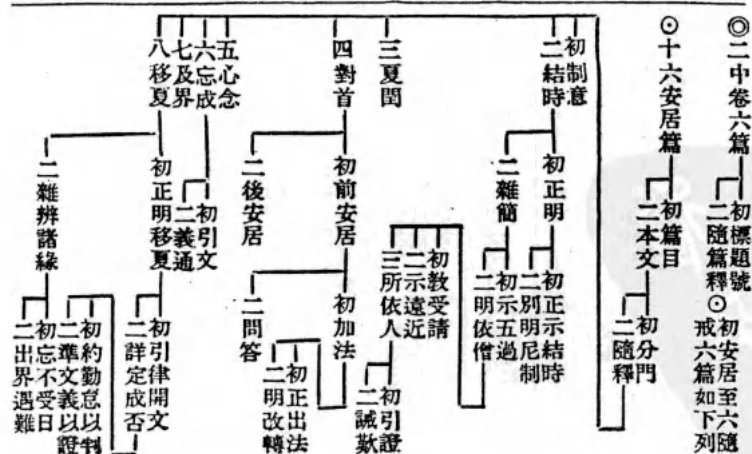 ◎二中卷六篇
初標題號
二隨篇釋⊙
初安居至六隨
戒六篇如下列
⊙十六安居篇
初篇目
二本文
初分門
二隨釋
初制意
二結時
初正明
初正示結時
二別明尼制
二雜簡
初示五過
二明依僧
初教受請
二示遠近
三所依人
初引證
二誡歎
三夏閏
四對首
初前安居
初加法
初正出法
二明改轉
二問答
二後安居
五心念
六忘成
初引文
二義通
七及界
八移夏
初正明移夏
初引律開文
二詳定成否
初約勤怠以判
二準文義以證
二雜辨諸緣
初忘不受日
二出界遇難